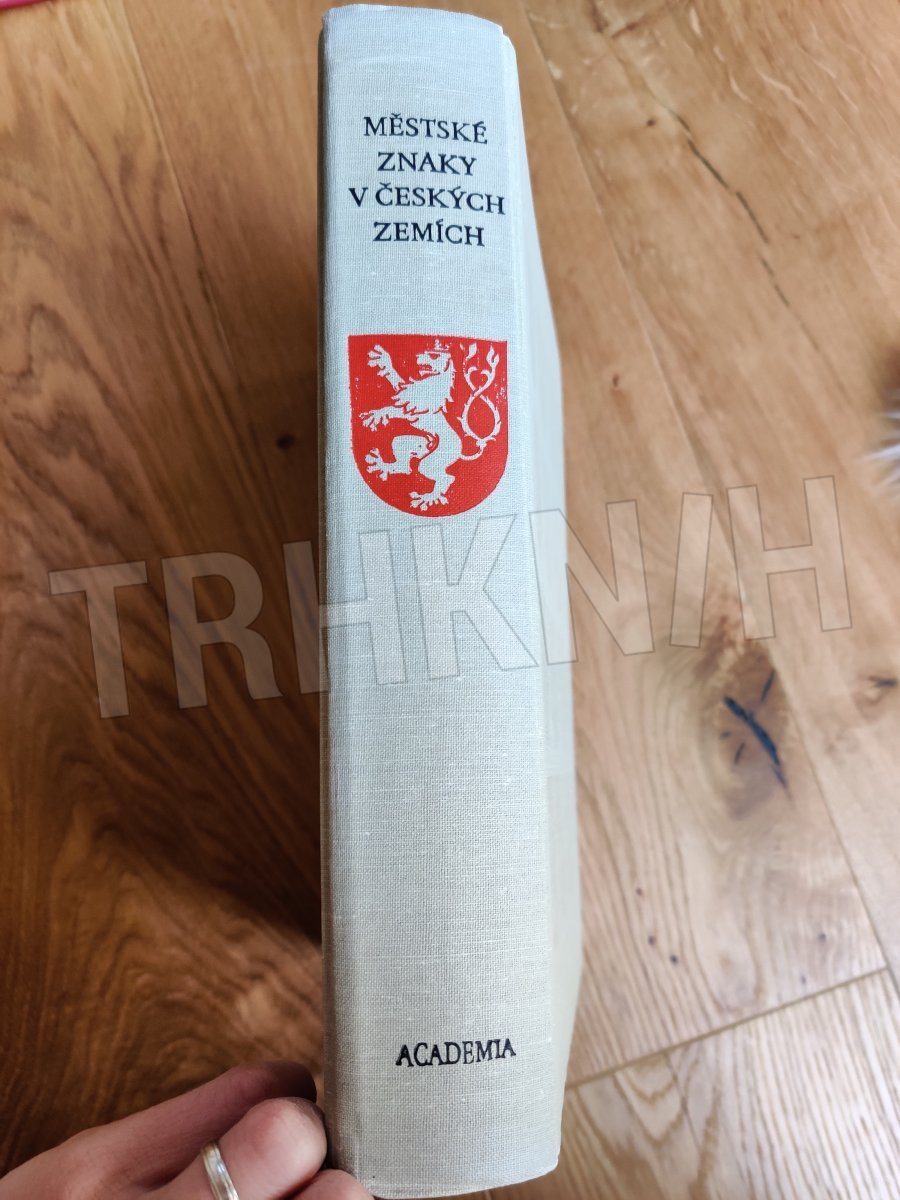 MĚSTSKÉ
ZNAKY
V ČESKÝCH
ZEMÍCH
TRHKNIH
ACADEMIA